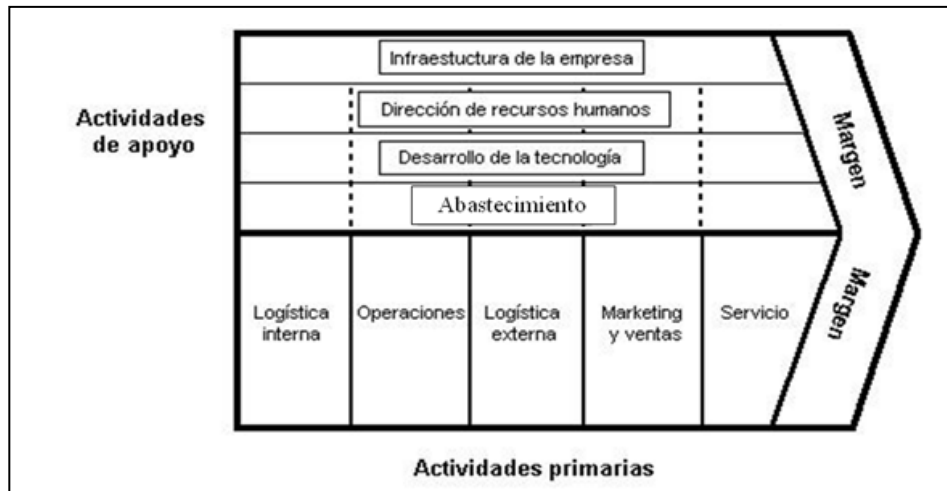 Infraestuctura de la empresa
Dirección de recursos humanos
Actividades
de apoyo
Desarrollo de la tecnología
Abastecimiento
Margen
Margen
Logística
interna
Operaciones
Logística
externa
Marketing
y ventas
Servicio
Actividades primarias